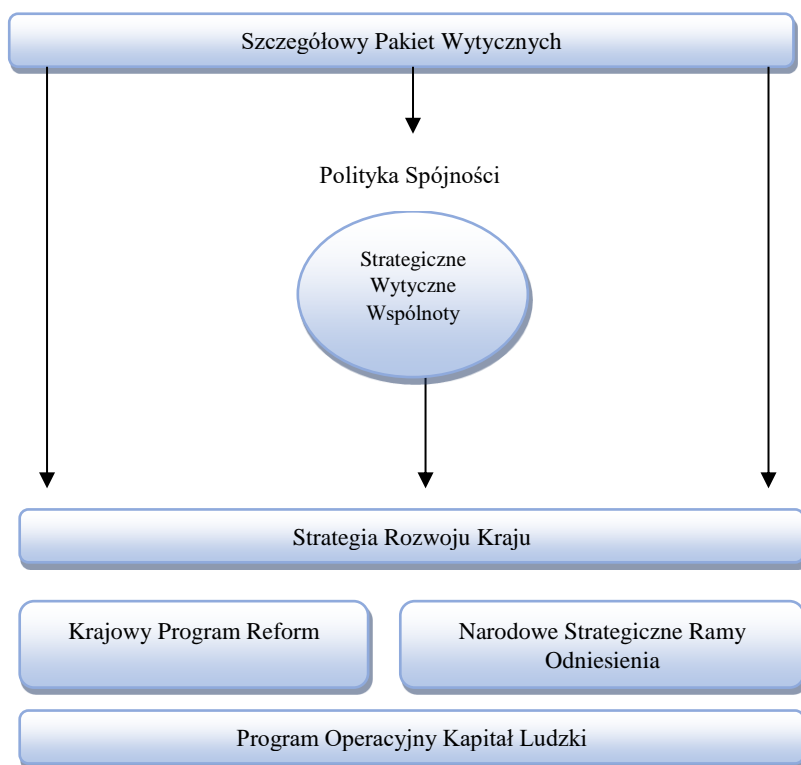 Szczegółowy Pakiet Wytycznych
Polityka Spójności
Strategiczne
Wytyczne
Wspólnoty
Strategia Rozwoju Kraju
Krajowy Program Reform
Narodowe Strategiczne Ramy
Odniesienia
Program Operacyjny Kapitał Ludzki